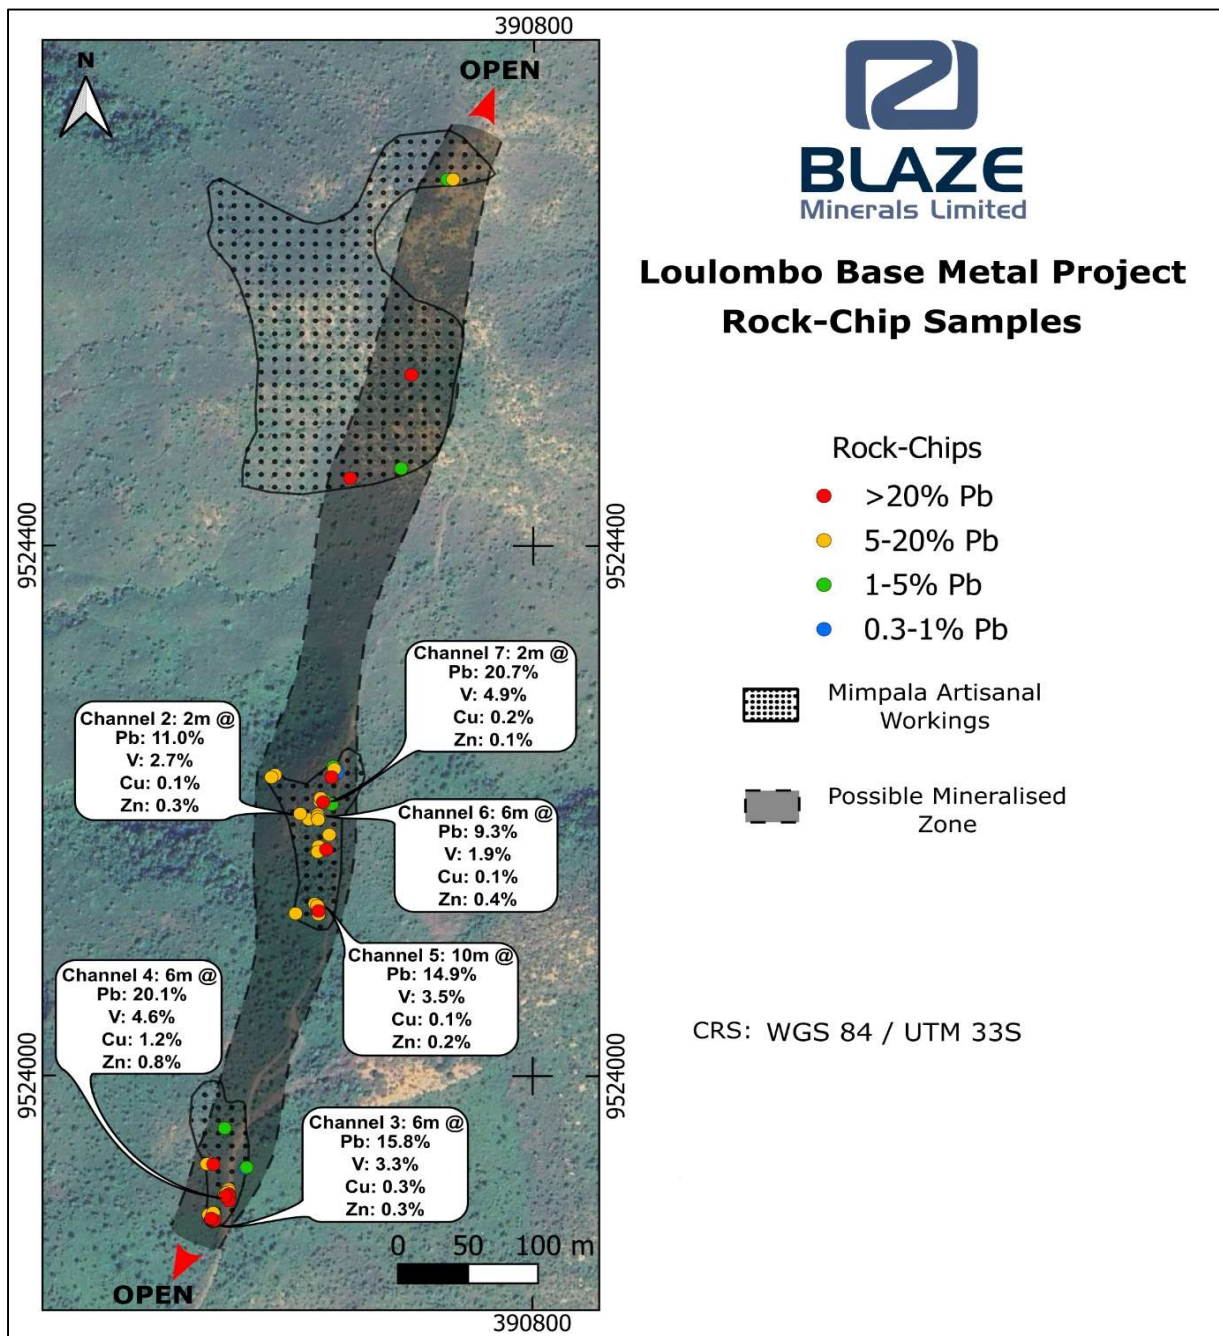 390800
N
OPEN
BLAZE
Minerals Limited
Loulombo Base Metal Project
Rock-Chip Samples
Rock-Chips
>20% Pb
5-20% Pb
1-5% Pb
0.3-1% Pb
Mimpala Artisanal
Workings
Possible Mineralised
Zone
CRS: WGS 84 / UTM 33S
9524400
9524400
Channel 7: 2m @
Pb: 20.7%
V: 4.9%
Cu: 0.2%
Zn: 0.1%
Channel 2: 2m @
Pb: 11.0%
V: 2.7%
Cu: 0.1%
Zn: 0.3%
Channel 6: 6m @
Pb: 9.3%
V: 1.9%
Cu: 0.1%
Zn: 0.4%
Channel 5: 10m @
Pb: 14.9%
V: 3.5%
Cu: 0.1%
Zn: 0.2%
Channel 4: 6m @
Pb: 20.1%
V: 4.6%
Cu: 1.2%
Zn: 0.8%
9524000
9524000
Channel 3: 6m @
Pb: 15.8%
V: 3.3%
Cu: 0.3%
Zn: 0.3%
0 50 100 m
OPEN
390800